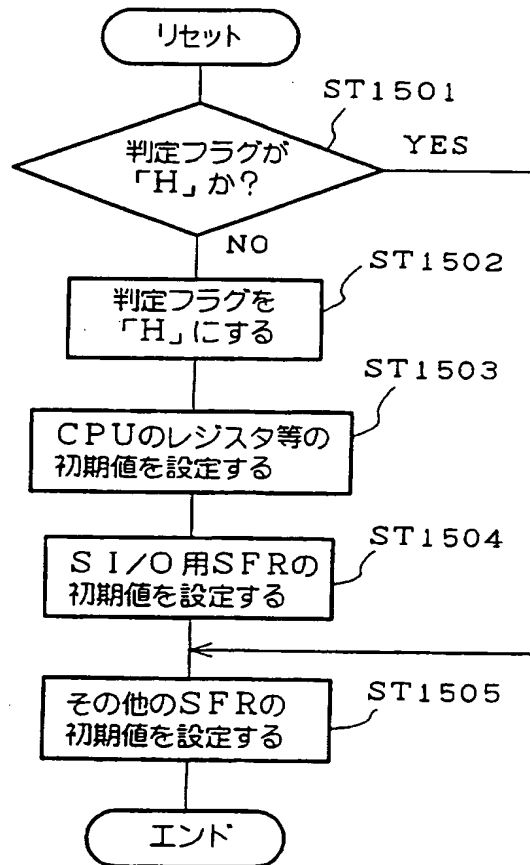 リセット
ST1501
判定フラグが
「H」か?
YES
NO
ST1502
判定フラグを
「H」にする
ST1503
CPUのレジスタ等の
初期値を設定する
ST1504
SI/O用SFRの
初期値を設定する
ST1505
その他のSFRの
初期値を設定する
エンド